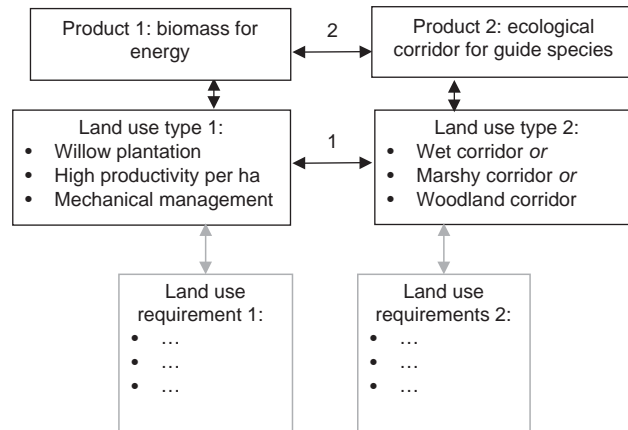 Product 1: biomass for
energy
2
Product 2: ecological
corridor for guide species
Land use type 1:
• Willow plantation
• High productivity per ha
• Mechanical management
1
Land use type 2:
• Wet corridor or
• Marshy corridor or
• Woodland corridor
Land use
requirement 1:
• …
• …
• …
Land use
requirements 2:
• …
• …
• …